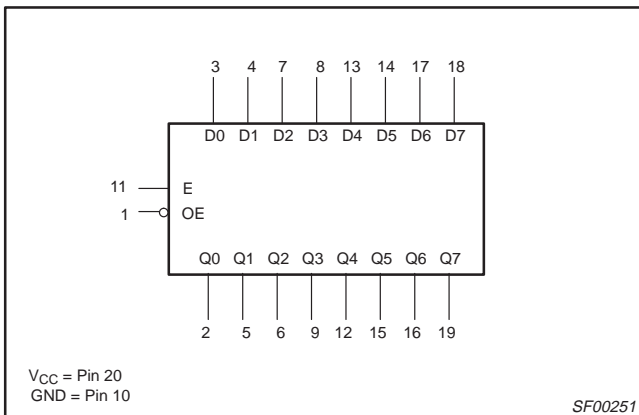 3 4 7 8 13 14 17 18
D0 D1 D2 D3 D4 D5 D6 D7
11 E
1 OE
Q0 Q1 Q2 Q3 Q4 Q5 Q6 Q7
2 5 6 9 12 15 16 19
VCC = Pin 20
GND = Pin 10
SF00251